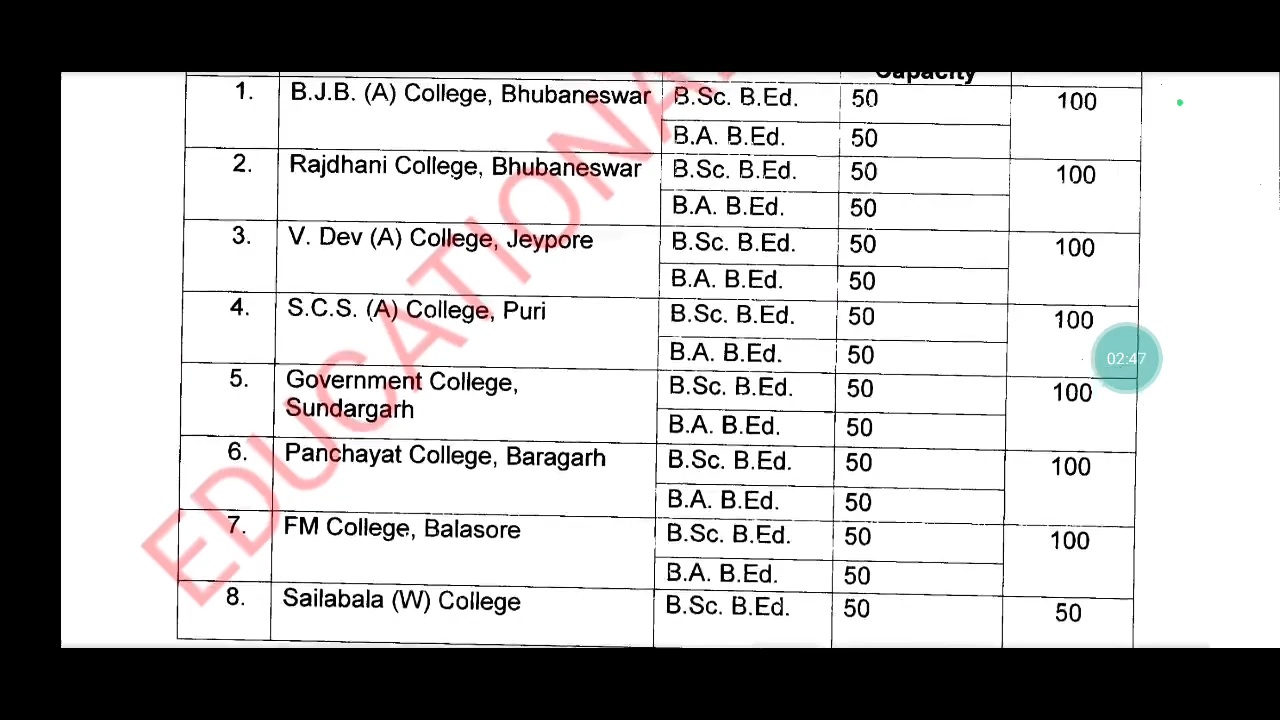 Capacity
1. B.J.B. (A) College, Bhubaneswar B.Sc. B.Ed. 50 100
B.A. B.Ed. 50
2. Rajdhani College, Bhubaneswar B.Sc. B.Ed. 50 100
B.A. B.Ed. 50
3. V. Dev (A) College, Jeypore B.Sc. B.Ed. 50 100
B.A. B.Ed. 50
4. S.C.S. (A) College, Puri B.Sc. B.Ed. 50 100
B.A. B.Ed. 50
02:47
5. Government College, B.Sc. B.Ed. 50 100
Sundargarh
B.A. B.Ed. 50
6. Panchayat College, Baragarh B.Sc. B.Ed. 50 100
B.A. B.Ed. 50
7. FM College, Balasore B.Sc. B.Ed. 50 100
B.A. B.Ed. 50
8. Sailabala (W) College B.Sc. B.Ed. 50 50
EDUCATIONAL